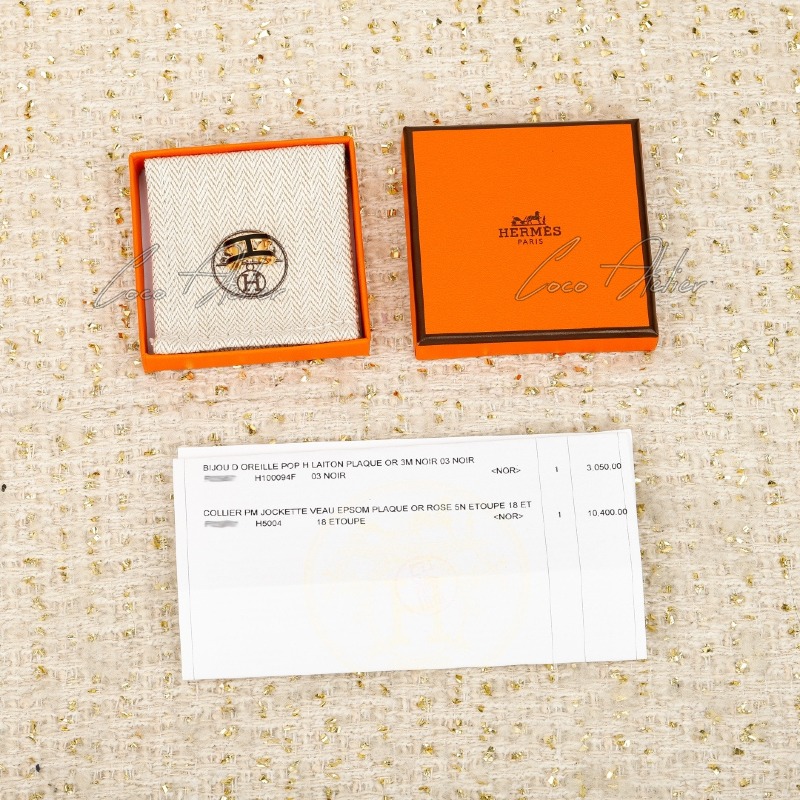 Coco Atelier
HERMÈS
PARIS
Coco Atelier
H
BIJOU D OREILLE POP H LAITON PLAQUE OR 3M NOIR 03 NOIR
H100094F 03 NOIR <NOR> 1 3.050,00
COLLIER PM JOCKETTE VEAU EPSOM PLAQUE OR ROSE 5N ETOUPE 18 ET
H5004 18 ETOUPE <NOR> 1 10.400.00